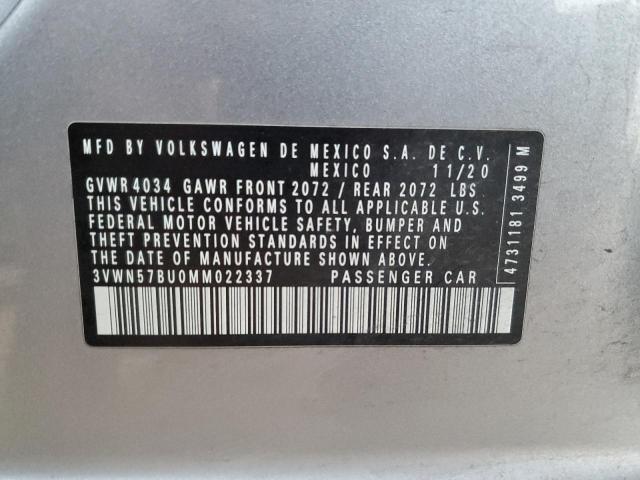 MFD BY VOLKSWAGEN DE MEXICO S.A. DE C.V.
MEXICO 11/20
GVWR 4034 GAWR FRONT 2072 / REAR 2072 LBS
THIS VEHICLE CONFORMS TO ALL APPLICABLE U.S.
FEDERAL MOTOR VEHICLE SAFETY, BUMPER AND
THEFT PREVENTION STANDARDS IN EFFECT ON
THE DATE OF MANUFACTURE SHOWN ABOVE.
3VWN57BU0MM022337 PASSENGER CAR
4731181 3499 M